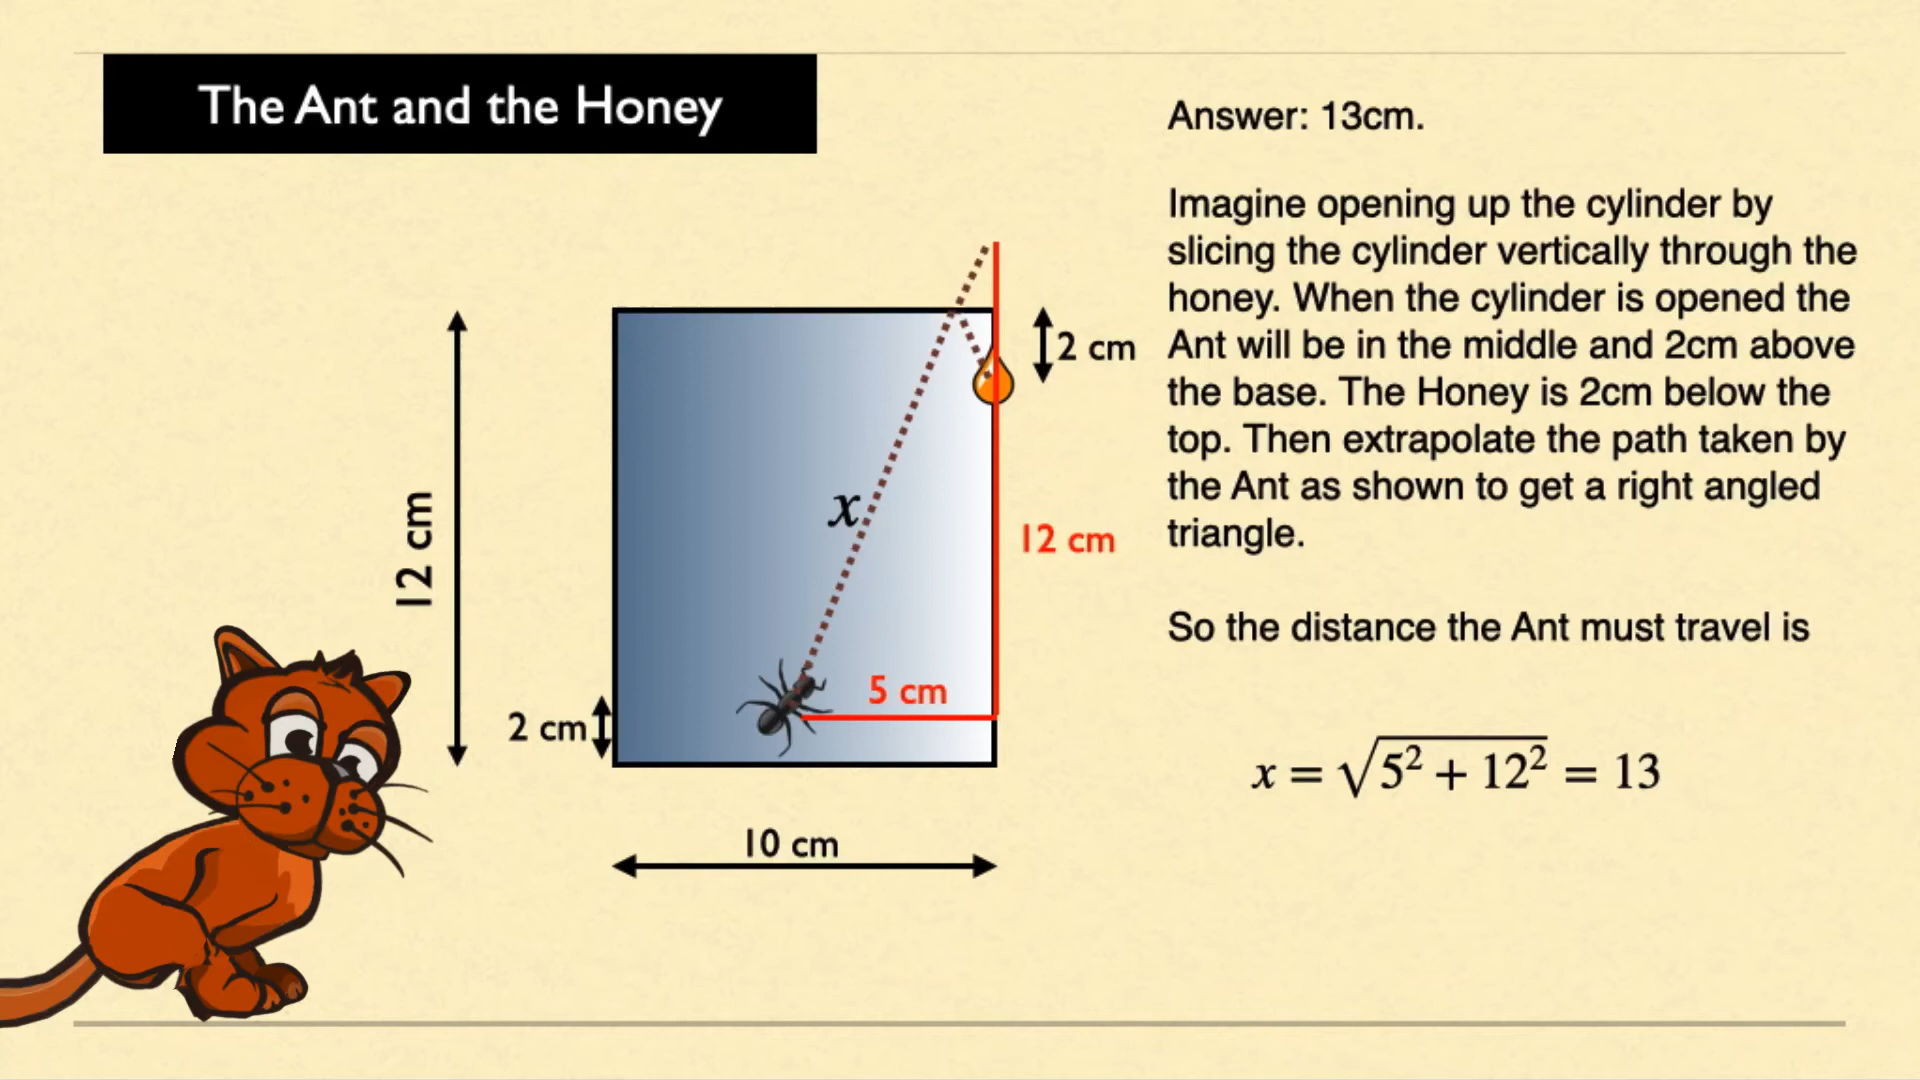 The Ant and the Honey
Answer: 13cm.
Imagine opening up the cylinder by
slicing the cylinder vertically through the
honey. When the cylinder is opened the
Ant will be in the middle and 2cm above
the base. The Honey is 2cm below the
top. Then extrapolate the path taken by
the Ant as shown to get a right angled
triangle.
So the distance the Ant must travel is
x = √5² + 12² = 13
12 cm
2 cm
x
2 cm
12 cm
5 cm
10 cm